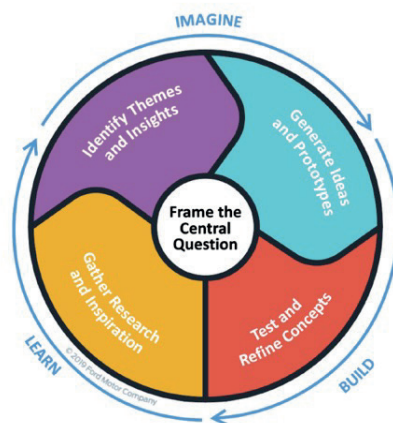 IMAGINE
Identify Themes
and Insights
Generate Ideas
and Prototypes
Frame the
Central
Question
Gather Research
and Inspiration
Test and
Refine Concepts
LEARN
© 2019 Ford Motor Company
BUILD